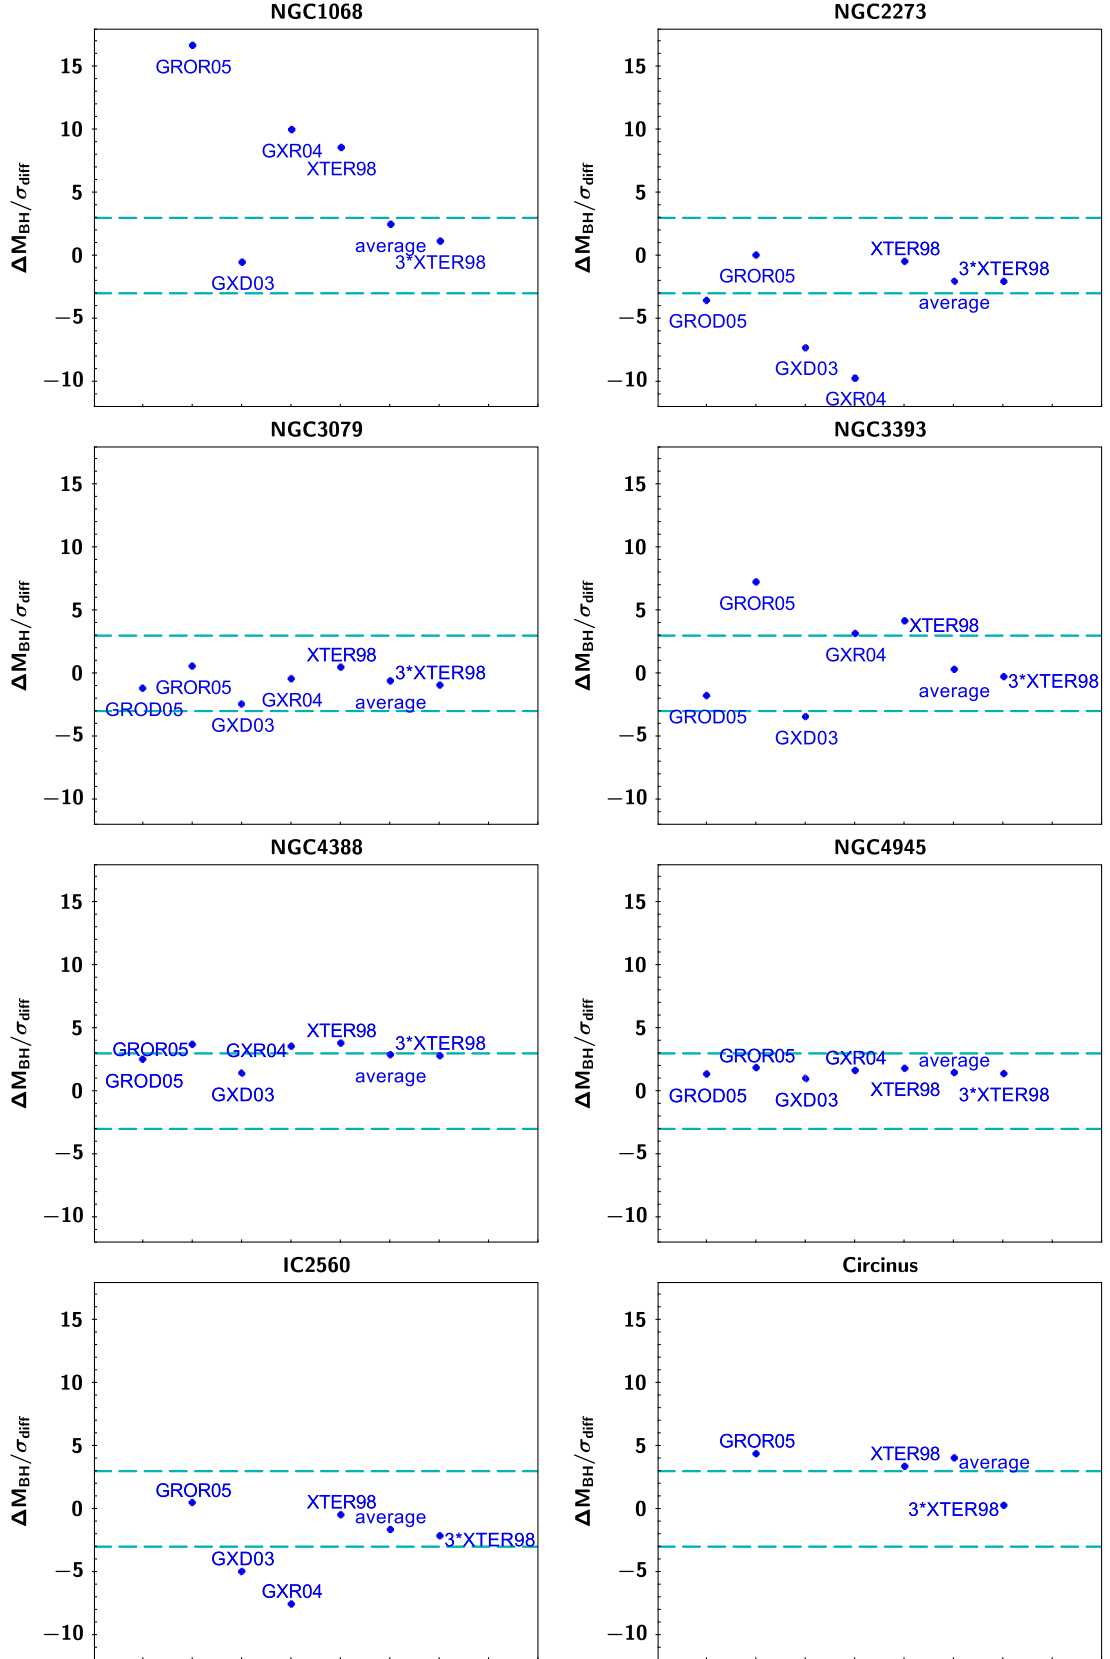 NGC1068
15
10
5
0
−5
−10
ΔM_BH/σ_diff
GROR05
GXR04
XTER98
average
3*XTER98
GXD03
NGC2273
15
10
5
0
−5
−10
ΔM_BH/σ_diff
XTER98
3*XTER98
GROR05
average
GROD05
GXD03
GXR04
NGC3079
15
10
5
0
−5
−10
ΔM_BH/σ_diff
XTER98
3*XTER98
GROR05
GXR04
average
GROD05
GXD03
NGC3393
15
10
5
0
−5
−10
ΔM_BH/σ_diff
GROR05
XTER98
GXR04
3*XTER98
average
GROD05
GXD03
NGC4388
15
10
5
0
−5
−10
ΔM_BH/σ_diff
XTER98
3*XTER98
GROR05
GXR04
average
GROD05
GXD03
NGC4945
15
10
5
0
−5
−10
ΔM_BH/σ_diff
GROR05
GXR04
average
XTER98
3*XTER98
GROD05
GXD03
IC2560
15
10
5
0
−5
−10
ΔM_BH/σ_diff
GROR05
XTER98
average
3*XTER98
GXD03
GXR04
Circinus
15
10
5
0
−5
−10
ΔM_BH/σ_diff
GROR05
XTER98
average
3*XTER98